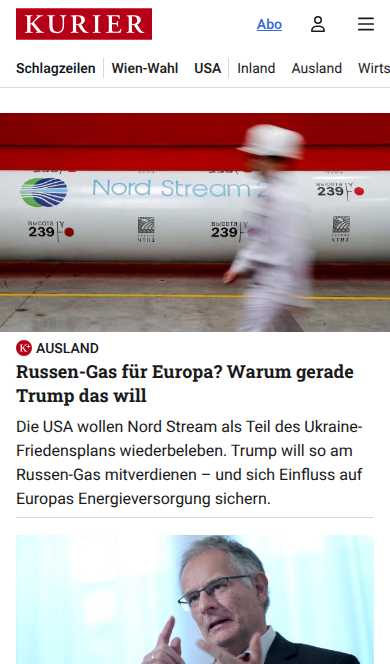 KURIER
Abo
Schlagzeilen Wien-Wahl USA Inland Ausland Wirts
Nord Stream
239
239
239
K+ AUSLAND
Russen-Gas für Europa? Warum gerade
Trump das will
Die USA wollen Nord Stream als Teil des Ukraine-
Friedensplans wiederbeleben. Trump will so am
Russen-Gas mitverdienen – und sich Einfluss auf
Europas Energieversorgung sichern.